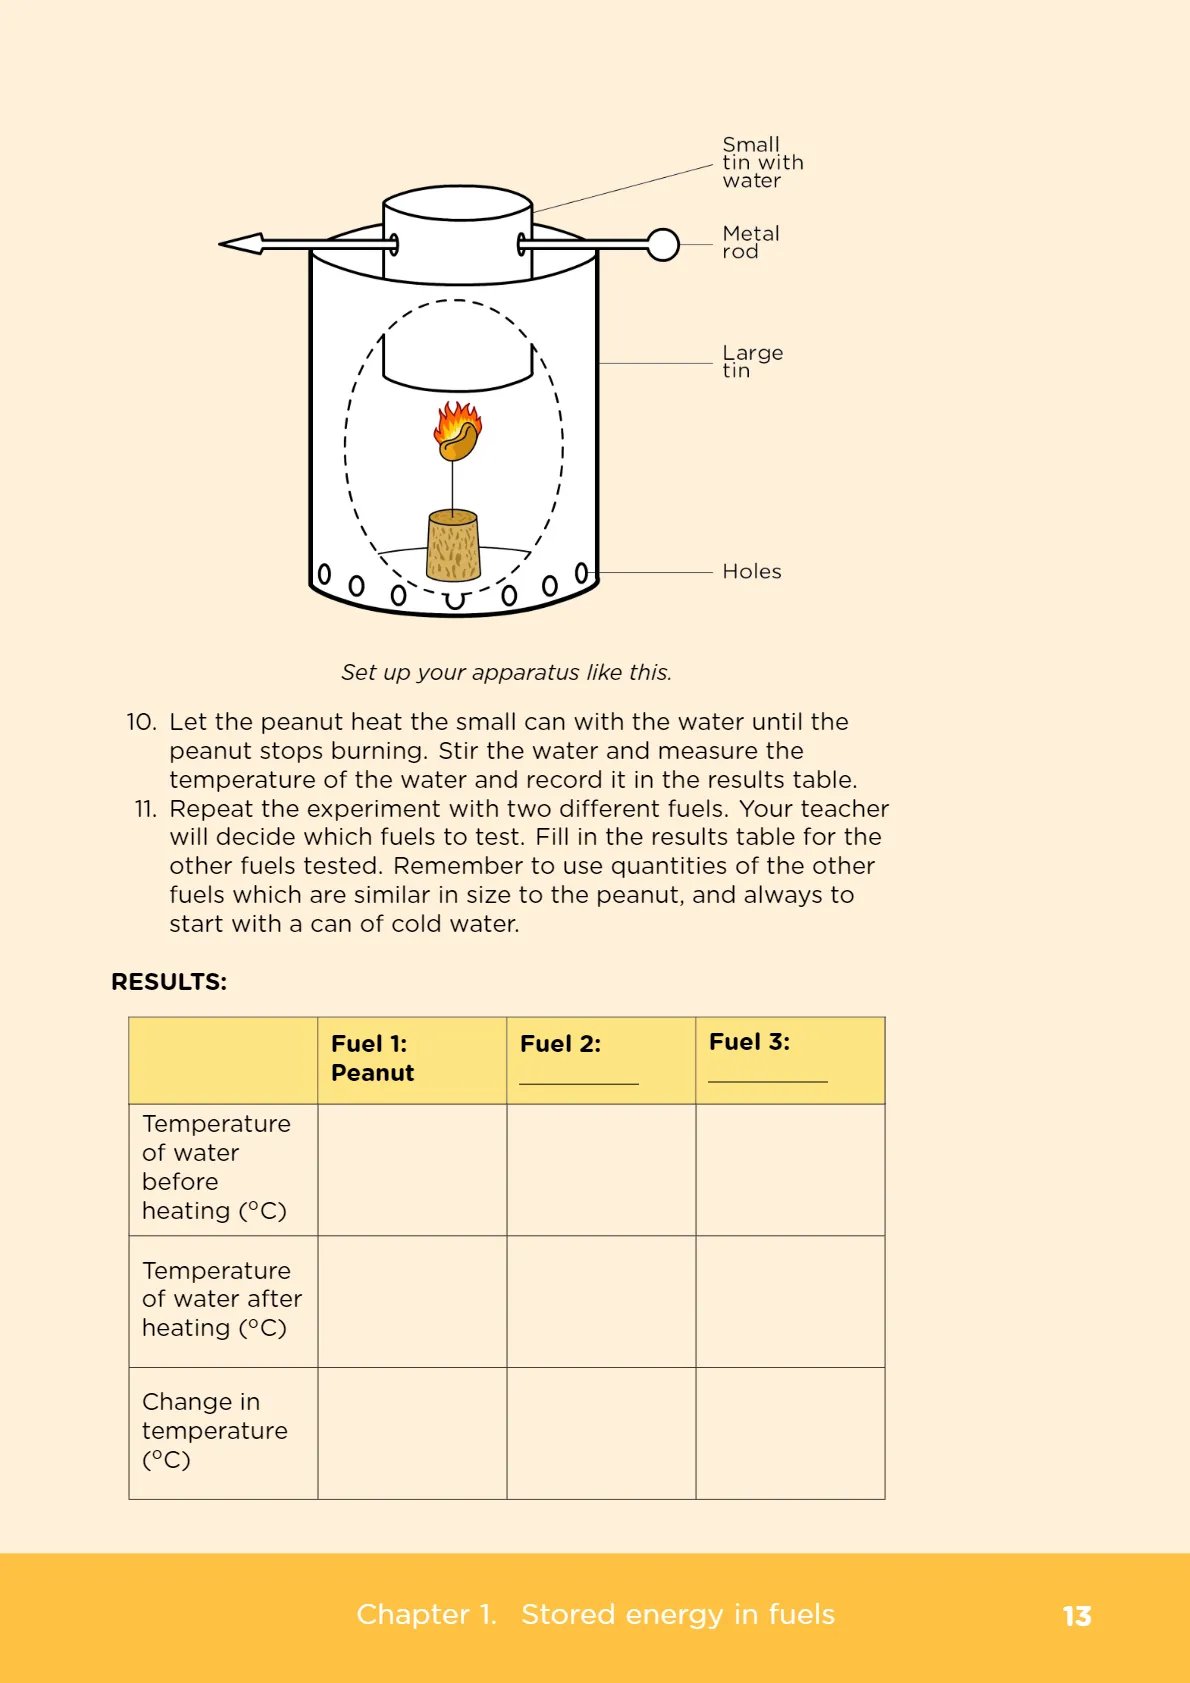 Small
tin with
water
Metal
rod
Large
tin
Holes
Set up your apparatus like this.
10. Let the peanut heat the small can with the water until the
peanut stops burning. Stir the water and measure the
temperature of the water and record it in the results table.
11. Repeat the experiment with two different fuels. Your teacher
will decide which fuels to test. Fill in the results table for the
other fuels tested. Remember to use quantities of the other
fuels which are similar in size to the peanut, and always to
start with a can of cold water.
RESULTS:
Fuel 1:
Peanut
Fuel 2:
Fuel 3:
Temperature
of water
before
heating (°C)
Temperature
of water after
heating (°C)
Change in
temperature
(°C)
Chapter 1. Stored energy in fuels
13